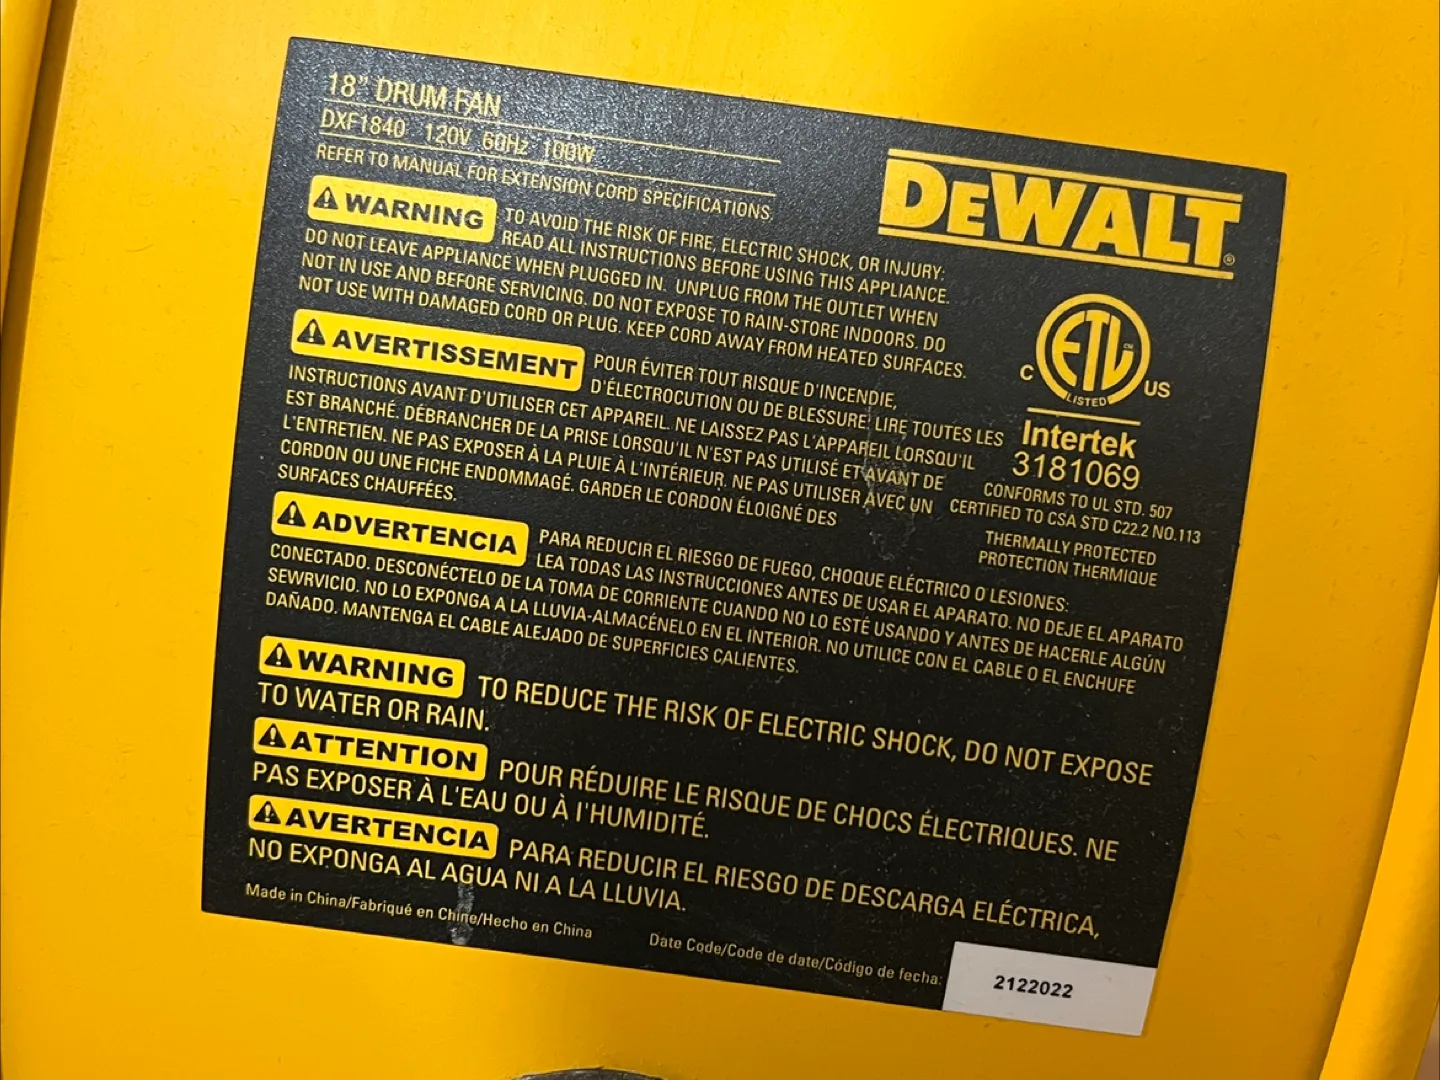 18” DRUM FAN
DXF1840 120V 60Hz 100W
REFER TO MANUAL FOR EXTENSION CORD SPECIFICATIONS.
DEWALT®
⚠ WARNING TO AVOID THE RISK OF FIRE, ELECTRIC SHOCK, OR INJURY:
READ ALL INSTRUCTIONS BEFORE USING THIS APPLIANCE.
DO NOT LEAVE APPLIANCE WHEN PLUGGED IN. UNPLUG FROM THE OUTLET WHEN
NOT IN USE AND BEFORE SERVICING. DO NOT EXPOSE TO RAIN-STORE INDOORS. DO
NOT USE WITH DAMAGED CORD OR PLUG. KEEP CORD AWAY FROM HEATED SURFACES.
⚠ AVERTISSEMENT POUR ÉVITER TOUT RISQUE D'INCENDIE,
D'ÉLECTROCUTION OU DE BLESSURE, LIRE TOUTES LES
INSTRUCTIONS AVANT D'UTILISER CET APPAREIL. NE LAISSEZ PAS L'APPAREIL LORSQU'IL
EST BRANCHÉ. DÉBRANCHER DE LA PRISE LORSQU'IL N'EST PAS UTILISÉ ET AVANT DE
L'ENTRETIEN. NE PAS EXPOSER À LA PLUIE À L'INTÉRIEUR. NE PAS UTILISER AVEC UN
CORDON OU UNE FICHE ENDOMMAGÉ. GARDER LE CORDON ÉLOIGNÉ DES
SURFACES CHAUFFÉES.
ETL CM
LISTED
C US
Intertek
3181069
CONFORMS TO UL STD. 507
CERTIFIED TO CSA STD C22.2 NO.113
THERMALLY PROTECTED
PROTECTION THERMIQUE
⚠ ADVERTENCIA PARA REDUCIR EL RIESGO DE FUEGO, CHOQUE ELÉCTRICO O LESIONES:
LEA TODAS LAS INSTRUCCIONES ANTES DE USAR EL APARATO. NO DEJE EL APARATO
CONECTADO. DESCONÉCTELO DE LA TOMA DE CORRIENTE CUANDO NO LO ESTÉ USANDO Y ANTES DE HACERLE ALGÚN
SEWRVICIO. NO LO EXPONGA A LA LLUVIA-ALMACÉNELO EN EL INTERIOR. NO UTILICE CON EL CABLE O EL ENCHUFE
DAÑADO. MANTENGA EL CABLE ALEJADO DE SUPERFICIES CALIENTES.
⚠ WARNING TO REDUCE THE RISK OF ELECTRIC SHOCK, DO NOT EXPOSE
TO WATER OR RAIN.
⚠ ATTENTION POUR RÉDUIRE LE RISQUE DE CHOCS ÉLECTRIQUES. NE
PAS EXPOSER À L'EAU OU À l'HUMIDITÉ.
⚠ AVERTENCIA PARA REDUCIR EL RIESGO DE DESCARGA ELÉCTRICA,
NO EXPONGA AL AGUA NI A LA LLUVIA.
Made in China/Fabriqué en Chine/Hecho en China
Date Code/Code de date/Código de fecha: 2122022